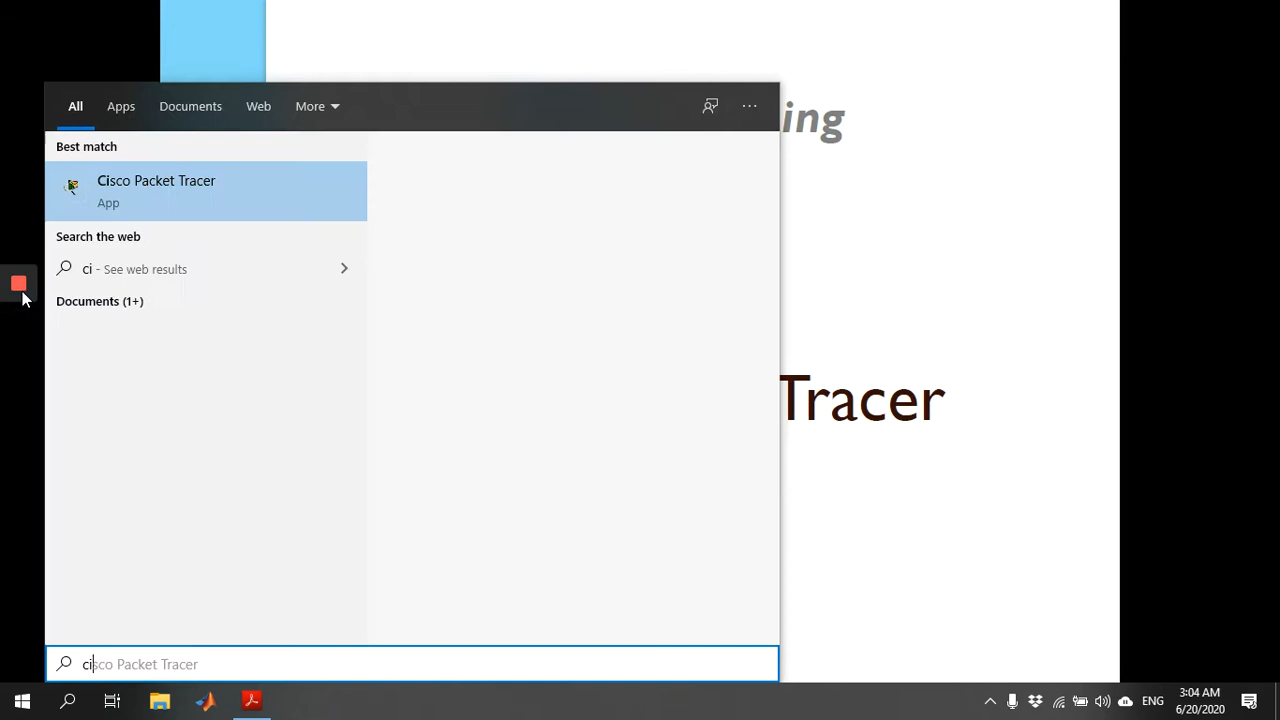 All Apps Documents Web More
ing
Best match
Cisco Packet Tracer
App
Search the web
ci - See web results
Documents (1+)
Tracer
cisco Packet Tracer
ENG
3:04 AM
6/20/2020